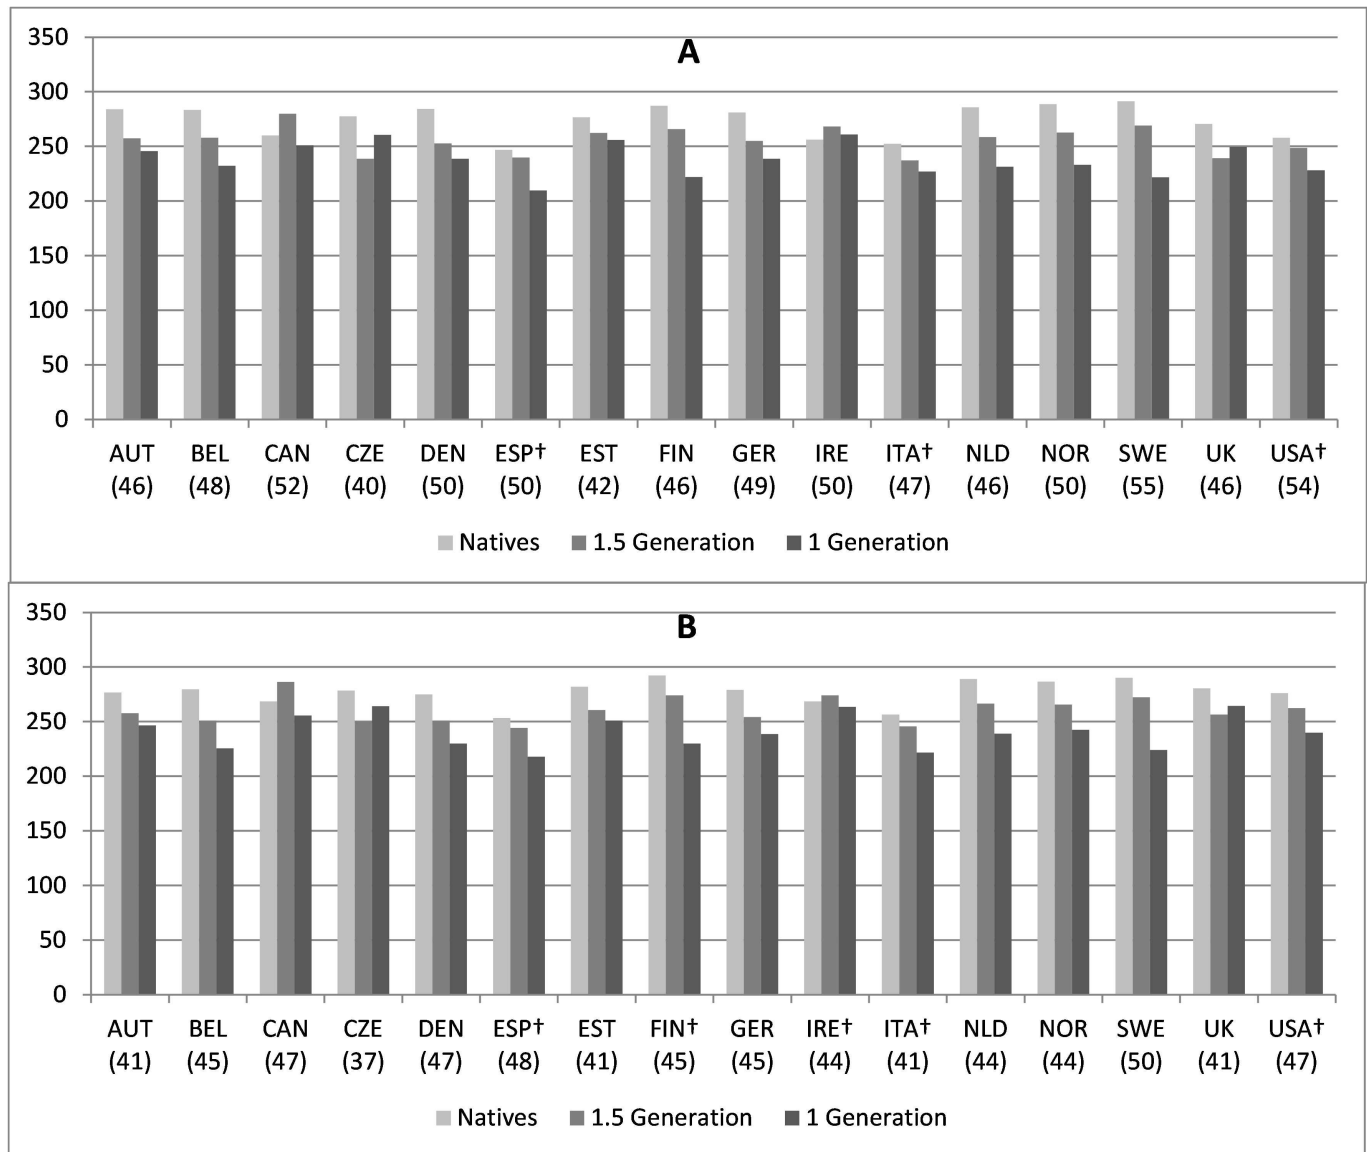 A
350
300
250
200
150
100
50
0
AUT BEL CAN CZE DEN ESP† EST FIN GER IRE ITA† NLD NOR SWE UK USA†
(46) (48) (52) (40) (50) (50) (42) (46) (49) (50) (47) (46) (50) (55) (46) (54)
Natives 1.5 Generation 1 Generation
B
350
300
250
200
150
100
50
0
AUT BEL CAN CZE DEN ESP† EST FIN† GER IRE† ITA† NLD NOR SWE UK USA†
(41) (45) (47) (37) (47) (48) (41) (45) (45) (44) (41) (44) (44) (50) (41) (47)
Natives 1.5 Generation 1 Generation